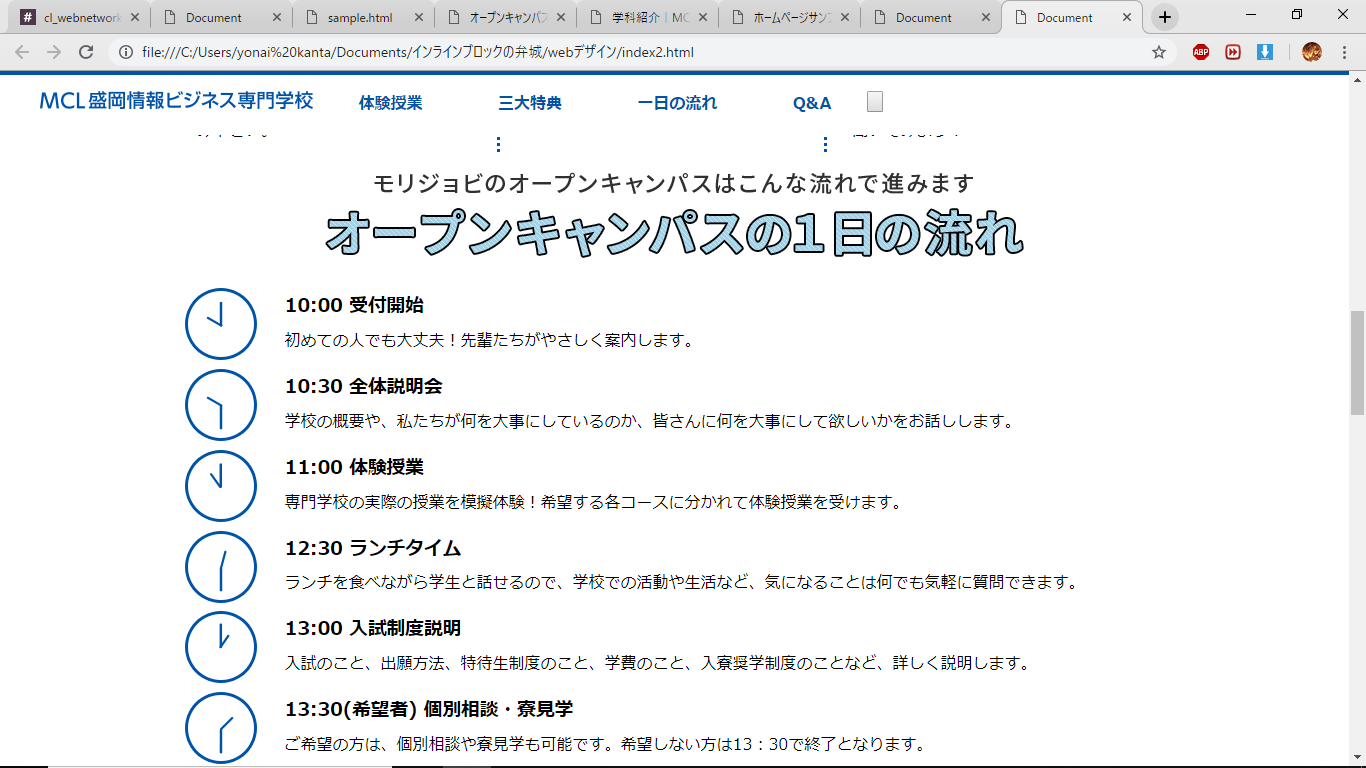 cl_webnetwork
Document
sample.html
オープンキャンパス
学科紹介｜MC
ホームページサンプ
Document
Document
file:///C:/Users/yonai%20kanta/Documents/インラインブロックの弁城/webデザイン/index2.html
ABP
MCL盛岡情報ビジネス専門学校
体験授業
三大特典
一日の流れ
Q&A
モリジョビのオープンキャンパスはこんな流れで進みます
オープンキャンパスの1日の流れ
10:00 受付開始
初めての人でも大丈夫！先輩たちがやさしく案内します。
10:30 全体説明会
学校の概要や、私たちが何を大事にしているのか、皆さんに何を大事にして欲しいかをお話しします。
11:00 体験授業
専門学校の実際の授業を模擬体験！希望する各コースに分かれて体験授業を受けます。
12:30 ランチタイム
ランチを食べながら学生と話せるので、学校での活動や生活など、気になることは何でも気軽に質問できます。
13:00 入試制度説明
入試のこと、出願方法、特待生制度のこと、学費のこと、入寮奨学制度のことなど、詳しく説明します。
13:30(希望者) 個別相談・寮見学
ご希望の方は、個別相談や寮見学も可能です。希望しない方は13：30で終了となります。